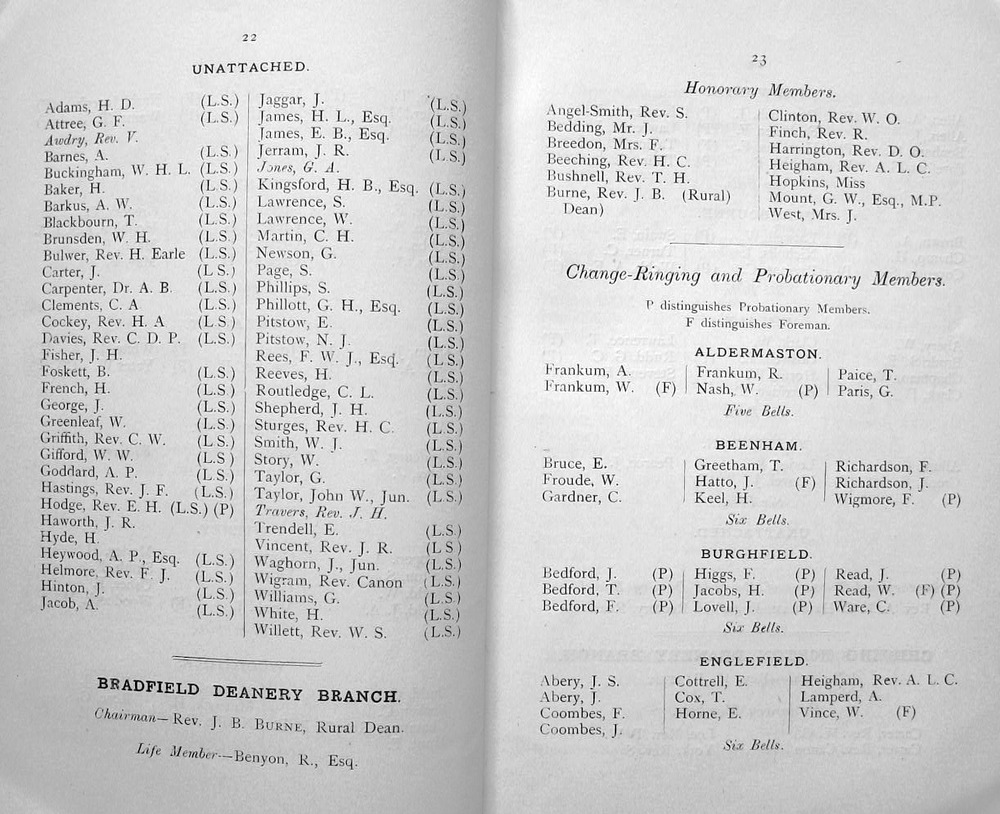 22
UNATTACHED.
Adams, H. D. (L.S.)
Attree, G. F. (L.S.)
Awdry, Rev. V.
Barnes, A. (L.S.)
Buckingham, W. H. L. (L.S.)
Baker, H. (L.S.)
Barkus, A. W. (L.S.)
Blackbourn, T. (L.S.)
Brunsden, W. H. (L.S.)
Bulwer, Rev. H. Earle (L.S.)
Carter, J. (L S.)
Carpenter, Dr. A. B. (L.S.)
Clements, C. A (L.S.)
Cockey, Rev. H. A (L S )
Davies, Rev. C. D. P. (L.S.)
Fisher, J. H.
Foskett, B. (L.S.)
French, H. (L.S.)
George, J. (L.S.)
Greenleaf, W. (L.S.)
Griffith, Rev. C. W. (L.S.)
Gifford, W. W. (L.S )
Goddard, A. P. (L.S.)
Hastings, Rev. J. F. (L.S.)
Hodge, Rev. E. H. (L.S.) (P)
Haworth, J. R.
Hyde, H.
Heywood, A. P., Esq. (L.S.)
Helmore, Rev. F. J. (L.S.)
Hinton, J. (L.S.)
Jacob, A. (L.S.)
Jaggar, J. (L.S.)
James, H. L., Esq. (L.S.)
James, E. B., Esq. (L.S.)
Jerram, J. R. (L S.)
Jones, G. A.
Kingsford, H. B., Esq. (L.S.)
Lawrence, S. (L.S.)
Lawrence, W. (L.S.)
Martin, C. H. (L.S.)
Newson, G. (L.S.)
Page, S. (L.S.)
Phillips, S. (L.S.)
Phillott, G. H., Esq. (L.S.)
Pitstow, E. (L.S.)
Pitstow, N. J. (L.S.)
Rees, F. W. J., Esq. (L S.)
Reeves, H. (L.S.)
Routledge, C. L. (L.S.)
Shepherd, J. H. (L.S.)
Sturges, Rev. H. C. (L.S.)
Smith, W. J. (L.S.)
Story, W. (L.S.)
Taylor, G. (L.S.)
Taylor, John W., Jun. (L.S.)
Travers, Rev. J. H.
Trendell, E. (L.S.)
Vincent, Rev. J. R. (L S )
Waghorn, J., Jun. (L.S.)
Wigram, Rev. Canon (L.S.)
Williams, G. (L.S.)
White, H. (L.S.)
Willett, Rev. W. S. (L.S.)
BRADFIELD DEANERY BRANCH.
Chairman—Rev. J. B. BURNE, Rural Dean.
Life Member—Benyon, R., Esq.
23
Honorary Members.
Angel-Smith, Rev. S.
Bedding, Mr. J.
Breedon, Mrs. F.
Beeching, Rev. H. C.
Bushnell, Rev. T. H.
Burne, Rev. J. B. (Rural)
Dean)
Clinton, Rev. W. O.
Finch, Rev. R.
Harrington, Rev. D. O.
Heigham, Rev. A. L. C.
Hopkins, Miss
Mount, G. W., Esq., M.P.
West, Mrs. J.
Change-Ringing and Probationary Members.
P distinguishes Probationary Members.
F distinguishes Foreman.
ALDERMASTON.
Frankum, A.
Frankum, W. (F)
Frankum, R.
Nash, W. (P)
Paice, T.
Paris, G.
Five Bells.
BEENHAM.
Bruce, E.
Froude, W.
Gardner, C.
Greetham, T.
Hatto, J. (F)
Keel, H.
Richardson, F.
Richardson, J.
Wigmore, F. (P)
Six Bells.
BURGHFIELD.
Bedford, J. (P)
Bedford, T. (P)
Bedford, F. (P)
Higgs, F. (P)
Jacobs, H. (P)
Lovell, J. (P)
Read, J. (P)
Read, W. (F) (P)
Ware, C. (P)
Six Bells.
ENGLEFIELD.
Abery, J. S.
Abery, J.
Coombes, F.
Coombes, J.
Cottrell, E.
Cox, T.
Horne, E.
Heigham, Rev. A. L. C.
Lamperd, A.
Vince, W. (F)
Six Bells.